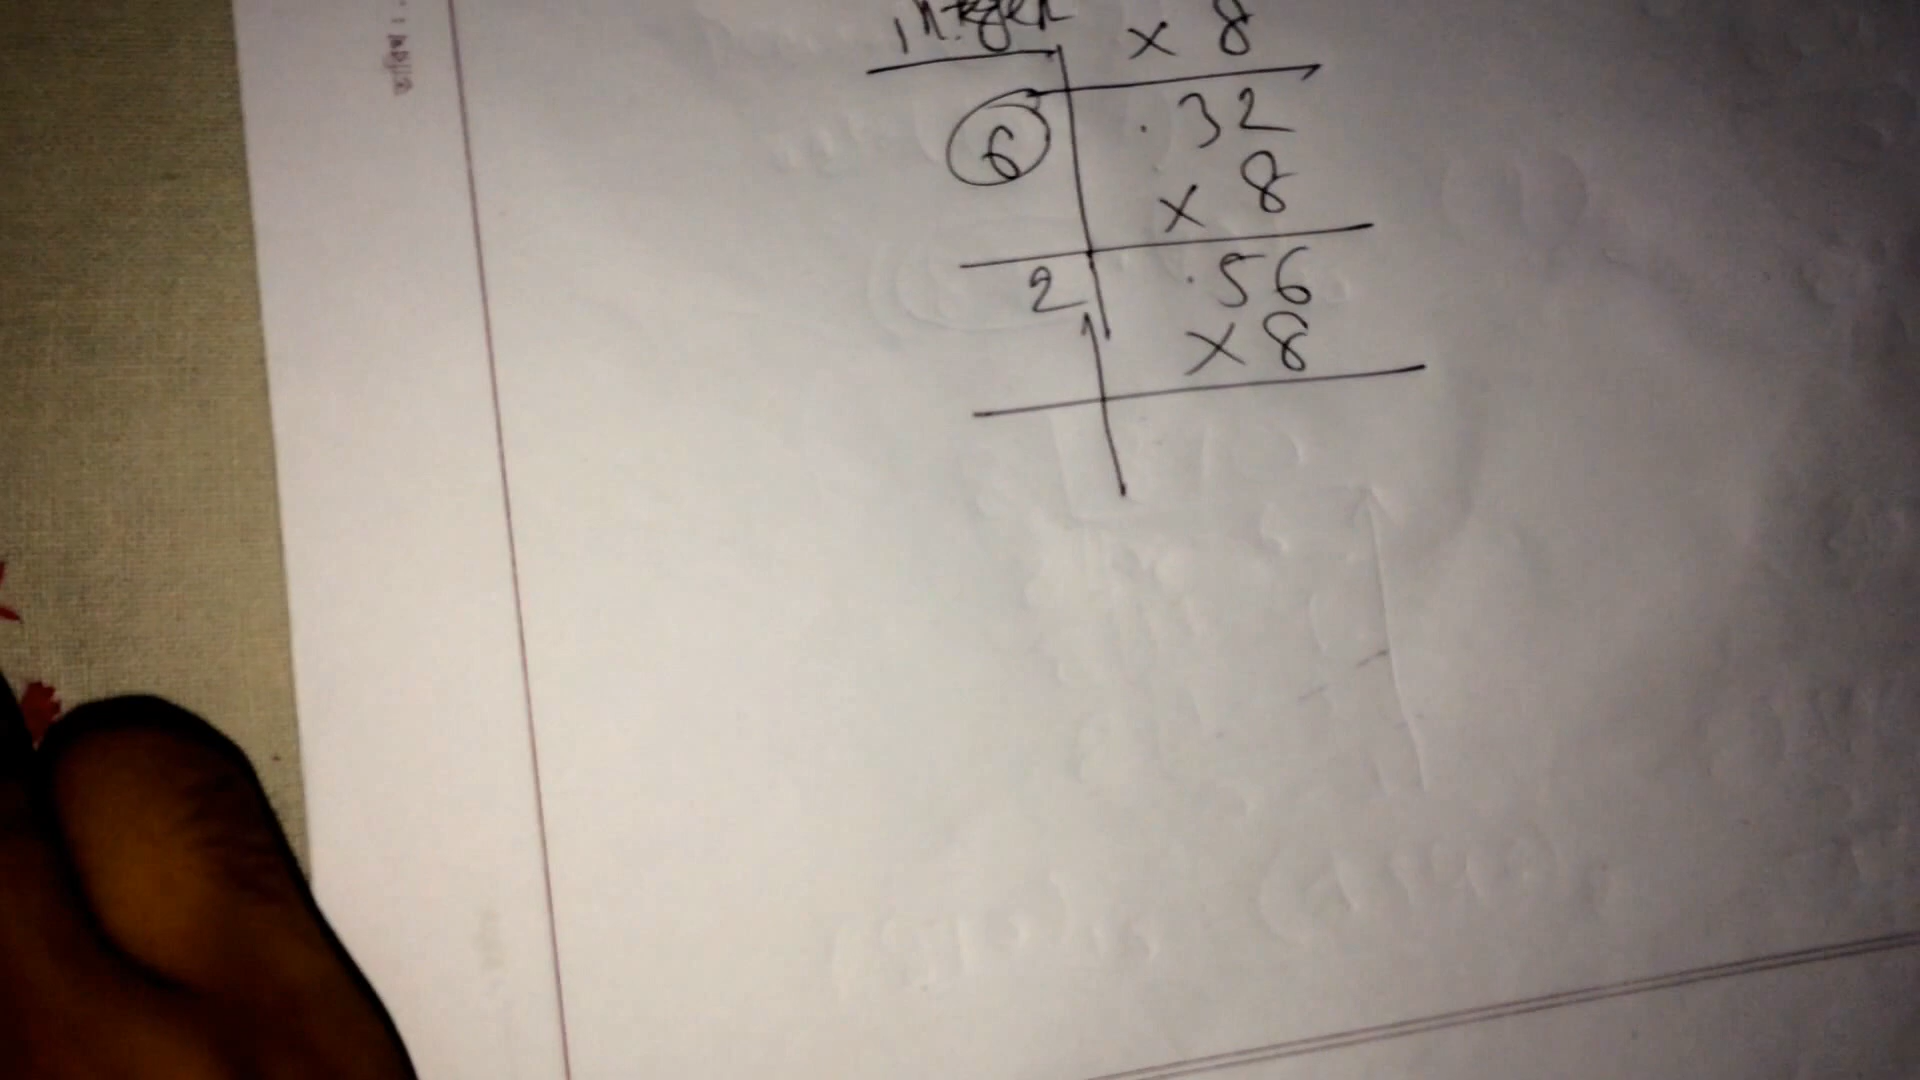 integer × 8
6 .32
× 8
2 .56
× 8